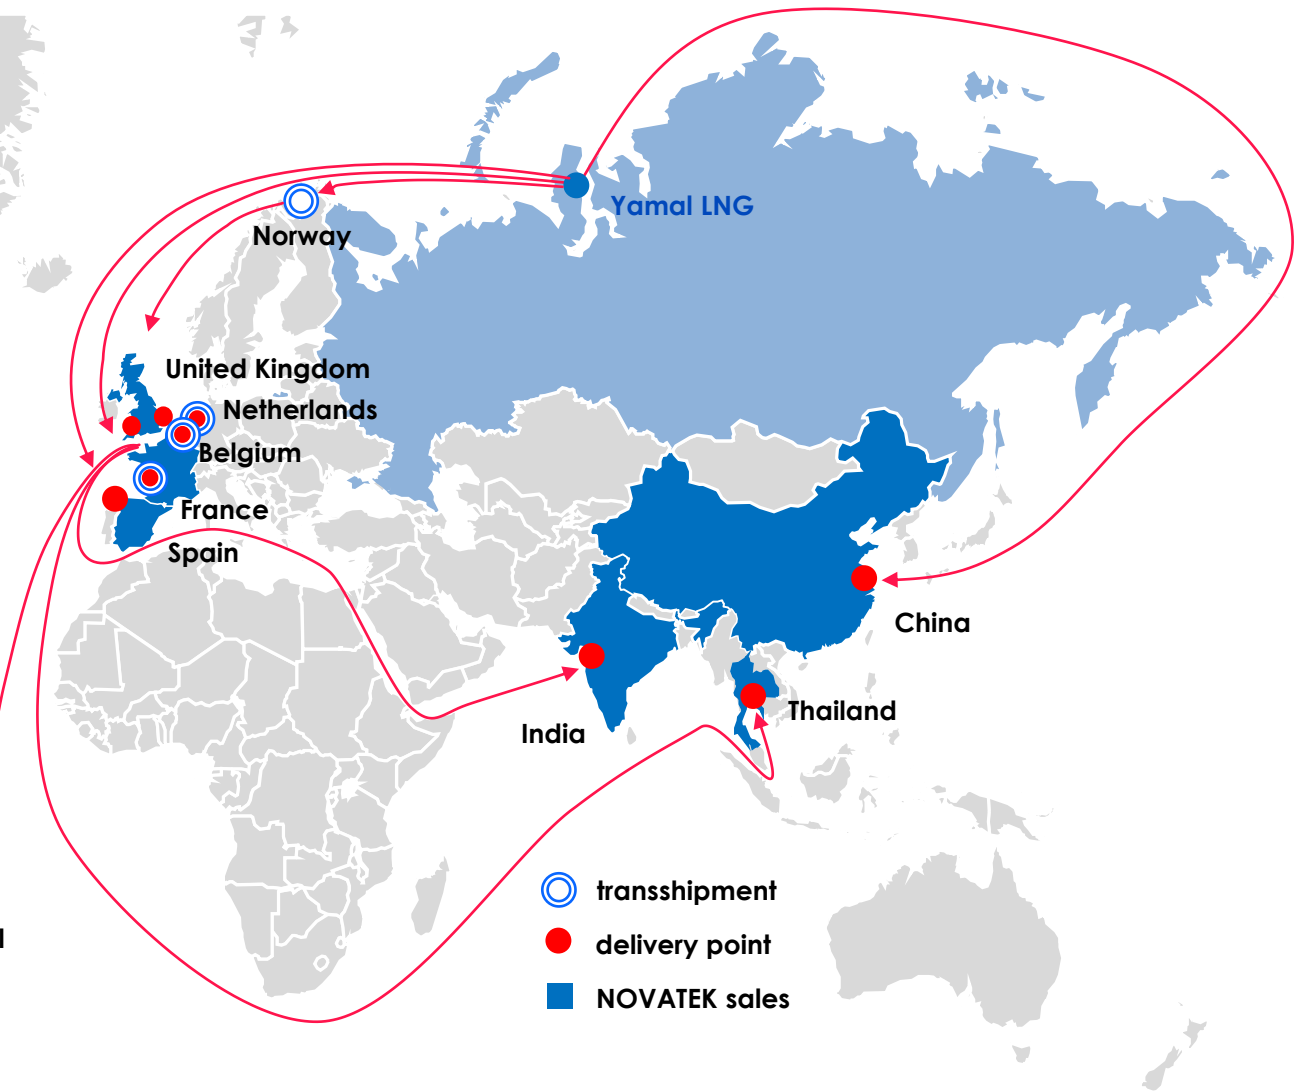 Yamal LNG
Norway
United Kingdom
Netherlands
Belgium
France
Spain
China
Thailand
India
transshipment
delivery point
NOVATEK sales